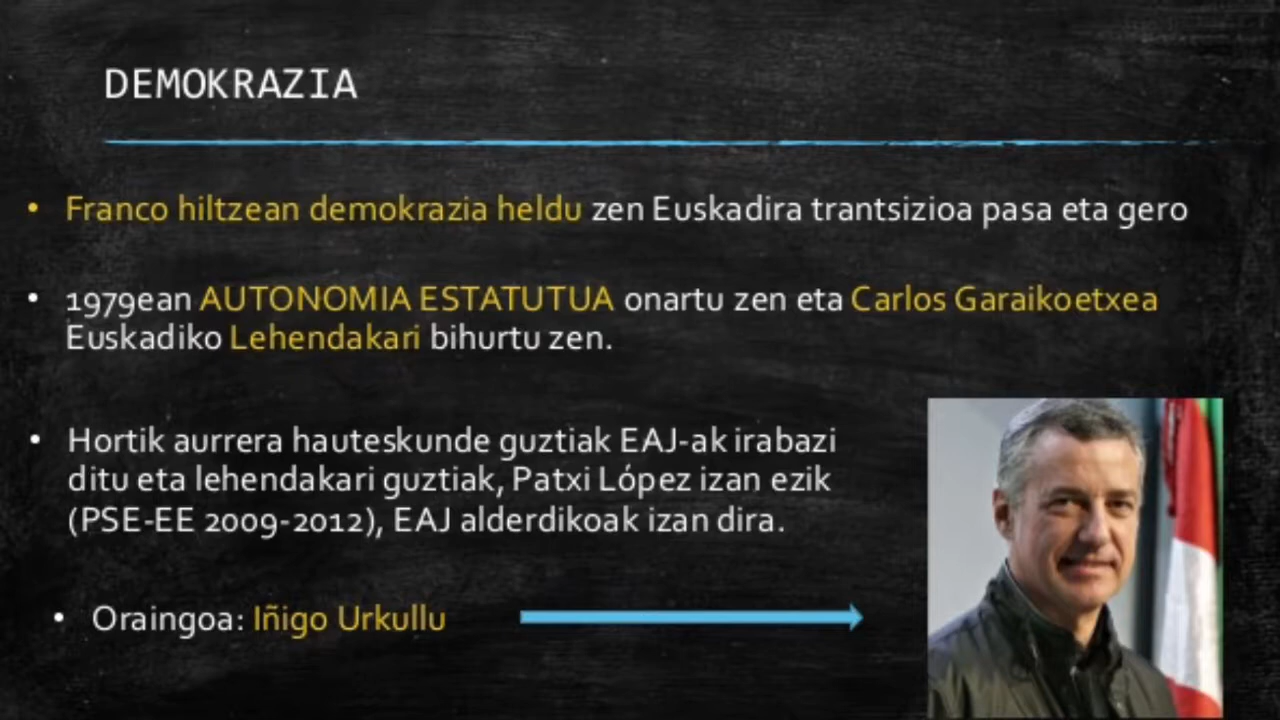 DEMOKRAZIA
• Franco hiltzean demokrazia heldu zen Euskadira trantsizioa pasa eta gero
• 1979ean AUTONOMIA ESTATUTUA onartu zen eta Carlos Garaikoetxea
Euskadiko Lehendakari bihurtu zen.
• Hortik aurrera hauteskunde guztiak EAJ-ak irabazi
ditu eta lehendakari guztiak, Patxi López izan ezik
(PSE-EE 2009-2012), EAJ alderdikoak izan dira.
• Oraingoa: Iñigo Urkullu